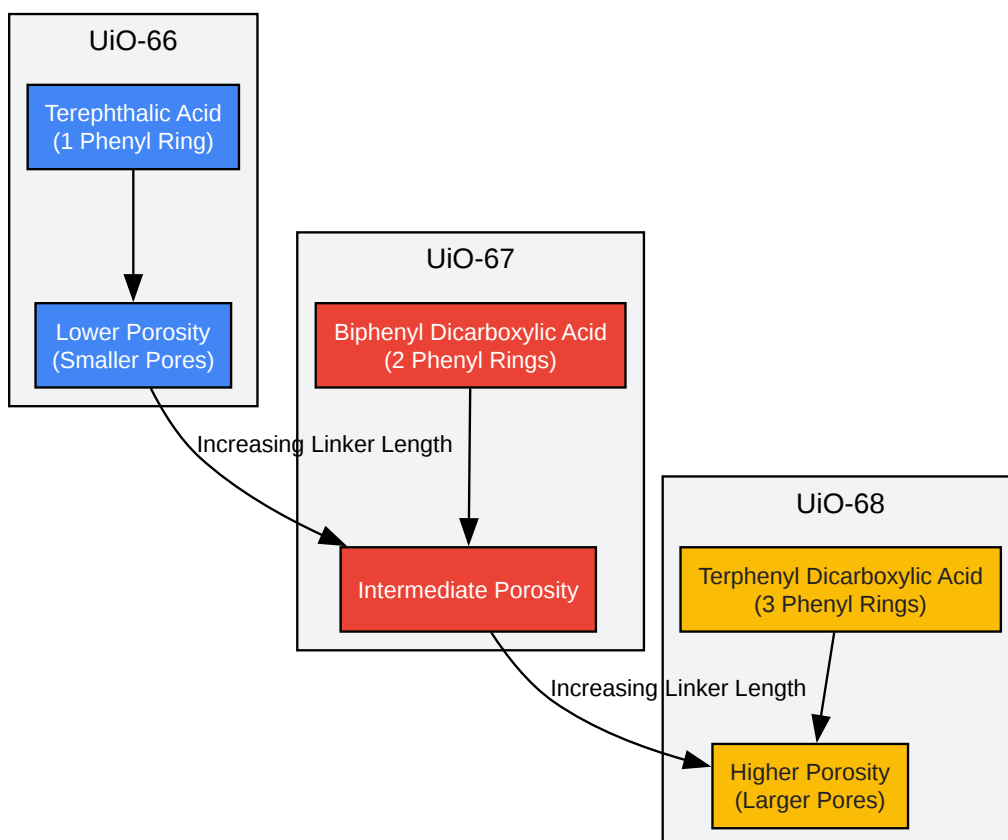 UiO-66
Terephthalic Acid
(1 Phenyl Ring)
Lower Porosity
(Smaller Pores)
UiO-67
Biphenyl Dicarboxylic Acid
(2 Phenyl Rings)
Increasing Linker Length
Intermediate Porosity
UiO-68
Terphenyl Dicarboxylic Acid
(3 Phenyl Rings)
Increasing Linker Length
Higher Porosity
(Larger Pores)